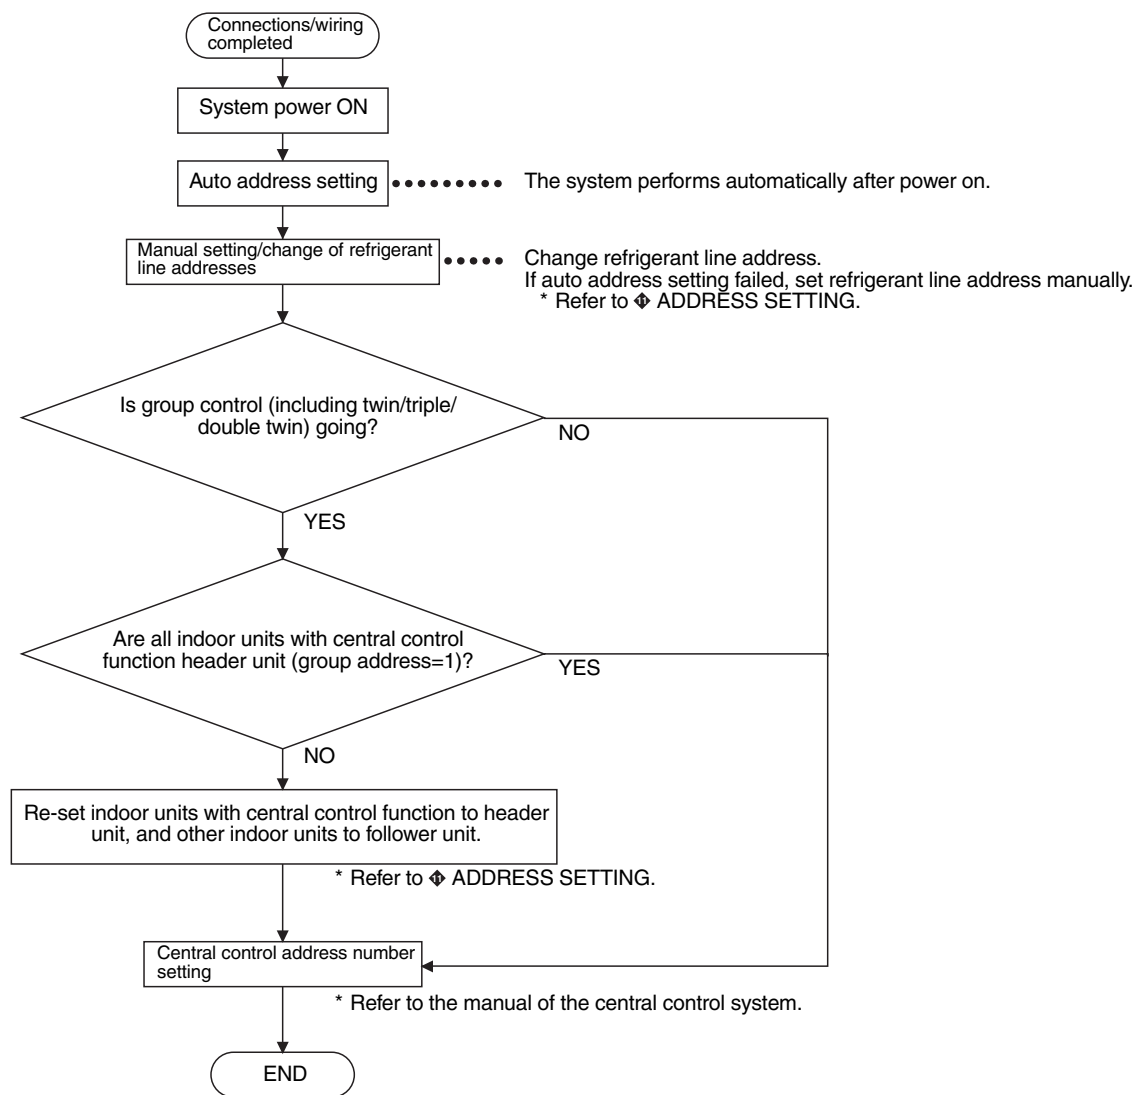 Connections/wiring
completed
System power ON
Auto address setting
The system performs automatically after power on.
Manual setting/change of refrigerant
line addresses
Change refrigerant line address.
If auto address setting failed, set refrigerant line address manually.
* Refer to 11 ADDRESS SETTING.
Is group control (including twin/triple/
double twin) going?
NO
YES
Are all indoor units with central control
function header unit (group address=1)?
YES
NO
Re-set indoor units with central control function to header
unit, and other indoor units to follower unit.
* Refer to 11 ADDRESS SETTING.
Central control address number
setting
* Refer to the manual of the central control system.
END